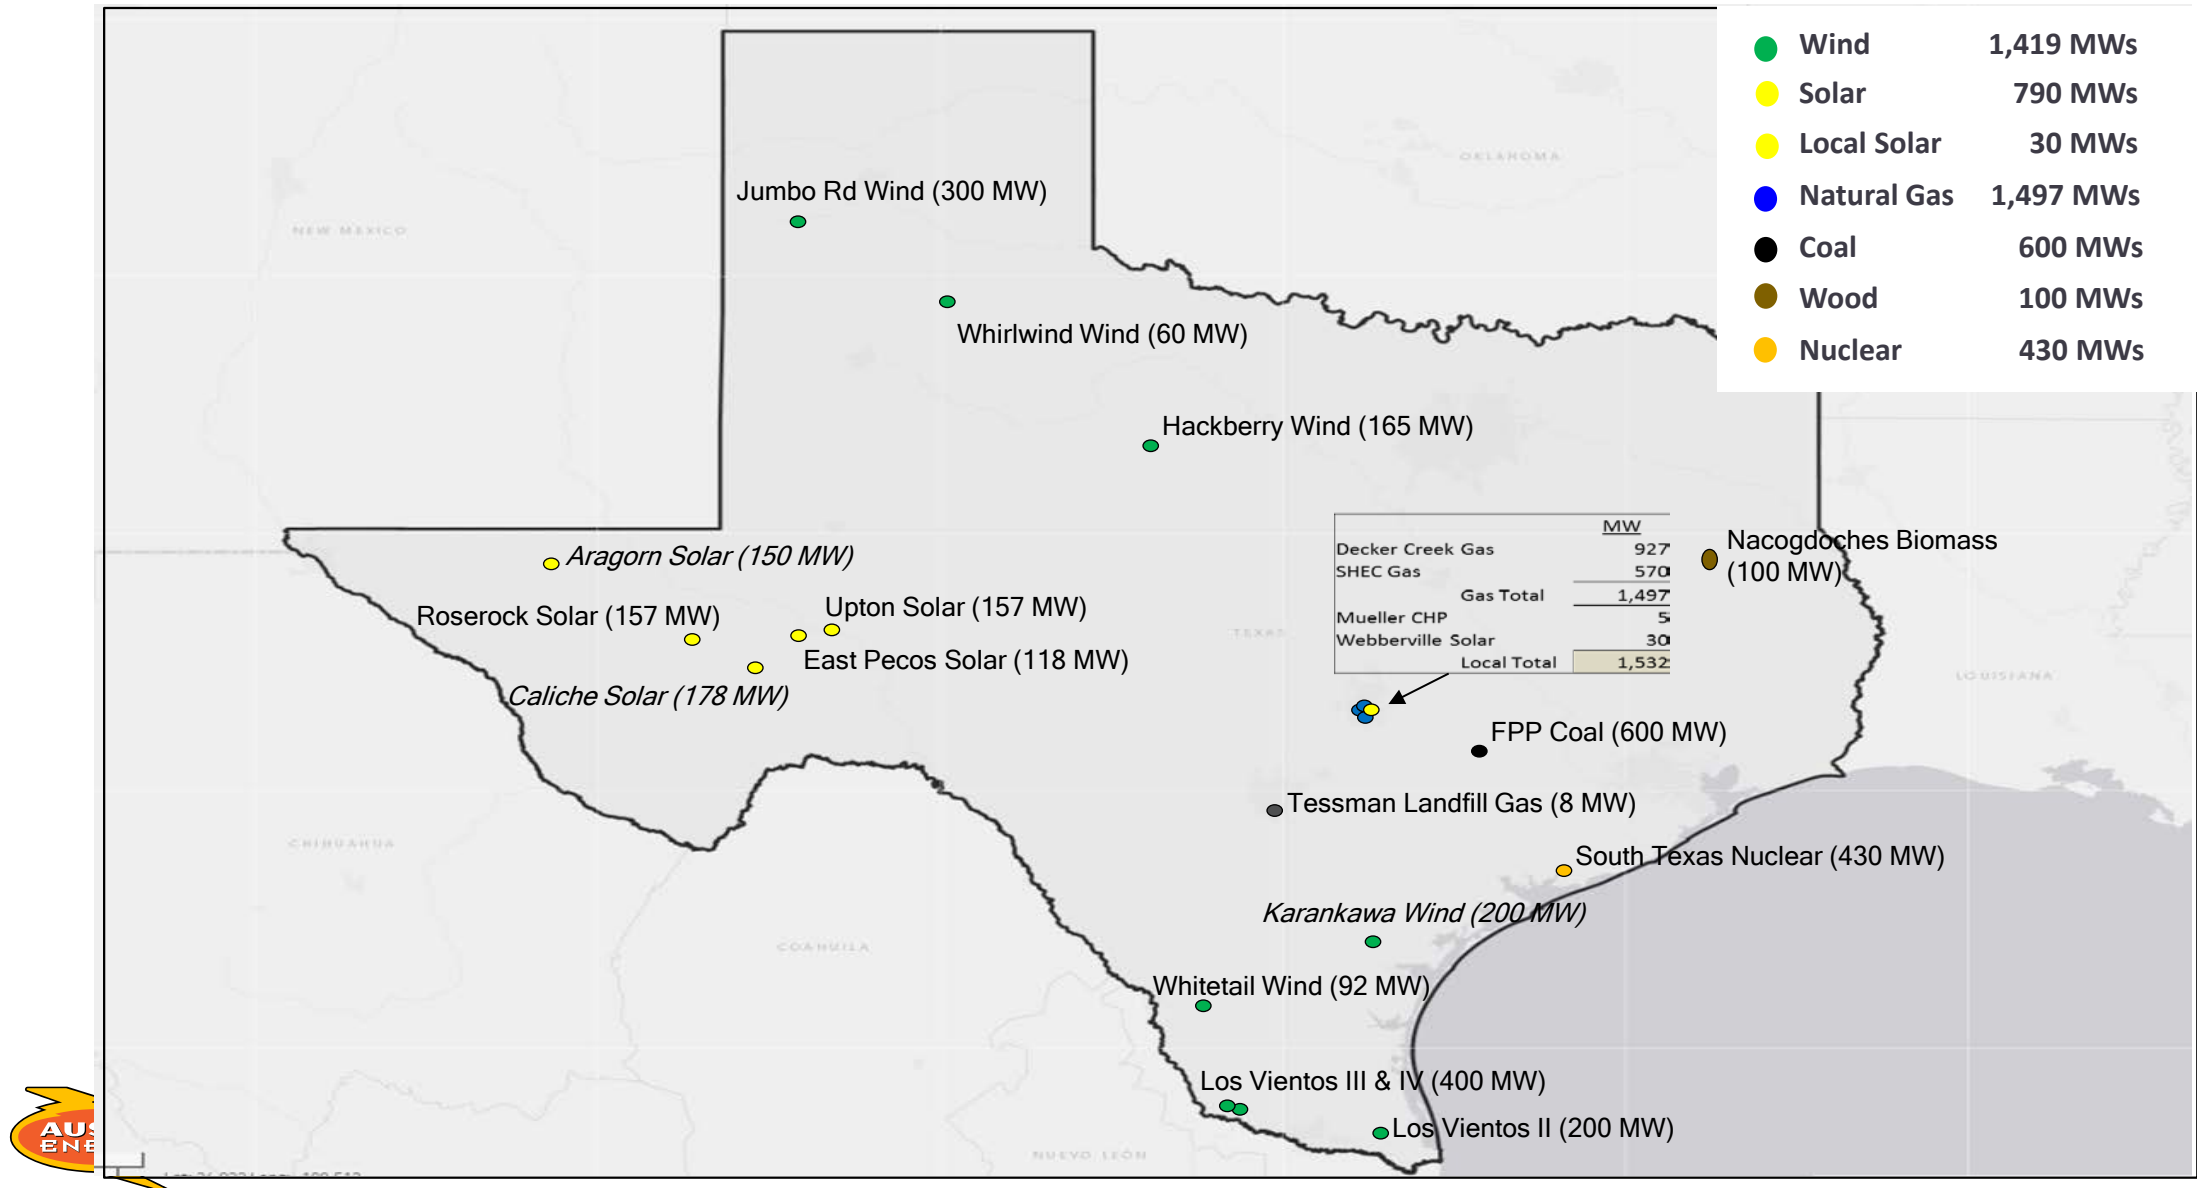 Wind 1,419 MWs
Solar 790 MWs
Local Solar 30 MWs
Natural Gas 1,497 MWs
Coal 600 MWs
Wood 100 MWs
Nuclear 430 MWs
OKLAHOMA
NEW MEXICO
Jumbo Rd Wind (300 MW)
Whirlwind Wind (60 MW)
Hackberry Wind (165 MW)
MW
Decker Creek Gas 927
SHEC Gas 570
Gas Total 1,497
Mueller CHP 5
Webberville Solar 30
Local Total 1,532
Nacogdoches Biomass
(100 MW)
Aragorn Solar (150 MW)
Roserock Solar (157 MW)
Upton Solar (157 MW)
East Pecos Solar (118 MW)
Caliche Solar (178 MW)
TEXAS
LOUISIANA
FPP Coal (600 MW)
Tessman Landfill Gas (8 MW)
South Texas Nuclear (430 MW)
CHIHUAHUA
COAHUILA
Karankawa Wind (200 MW)
Whitetail Wind (92 MW)
Los Vientos III & IV (400 MW)
Los Vientos II (200 MW)
NUEVO LEÓN
AUS
ENE